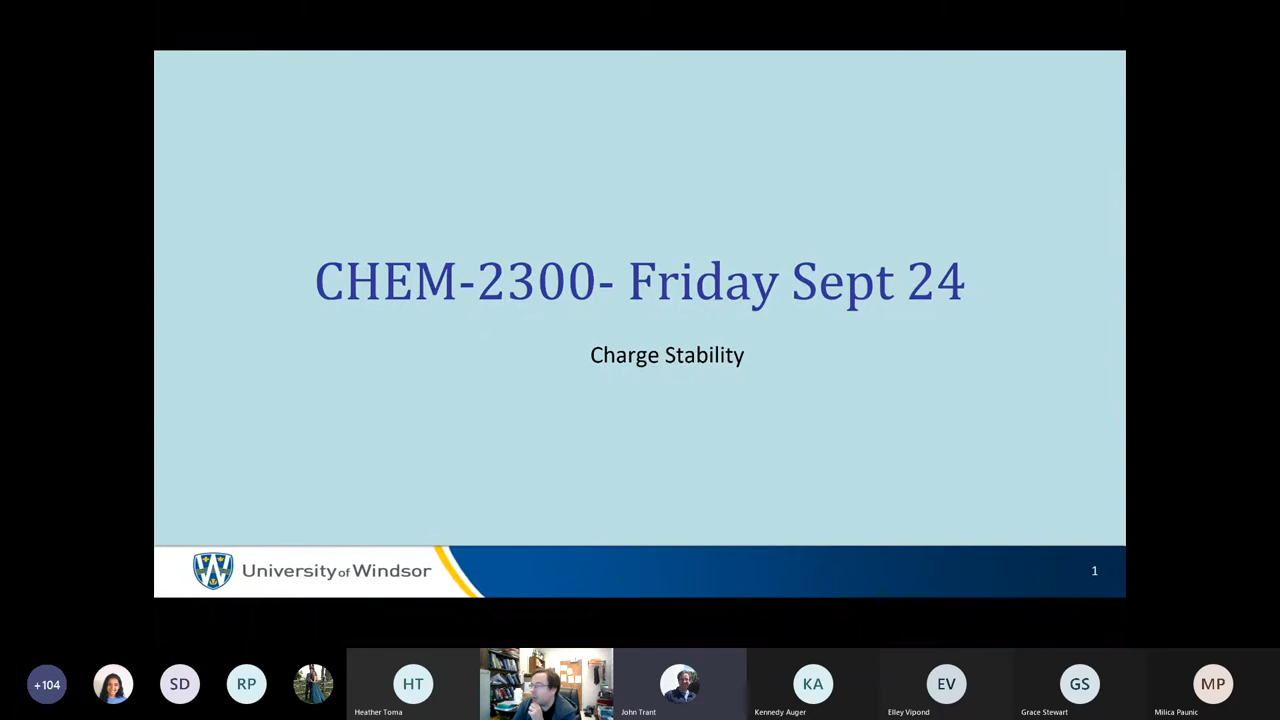 CHEM-2300- Friday Sept 24
Charge Stability
University of Windsor
1
+104
SD
RP
HT
Heather Toma
John Trant
KA
Kennedy Auger
EV
Elley Vipond
GS
Grace Stewart
MP
Milica Paunic